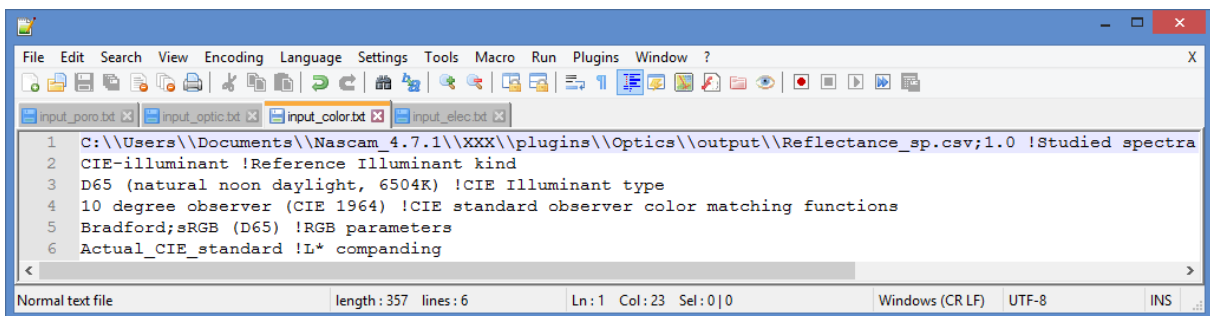 File Edit Search View Encoding Language Settings Tools Macro Run Plugins Window ? X
input_poro.txt input_optic.txt input_color.txt input_elec.txt
1 C:\\Users\\Documents\\Nascam_4.7.1\\XXX\\plugins\\Optics\\output\\Reflectance_sp.csv;1.0 !Studied spectra
2 CIE-illuminant !Reference Illuminant kind
3 D65 (natural noon daylight, 6504K) !CIE Illuminant type
4 10 degree observer (CIE 1964) !CIE standard observer color matching functions
5 Bradford;sRGB (D65) !RGB parameters
6 Actual_CIE_standard !L* companding
Normal text file length : 357 lines : 6 Ln : 1 Col : 23 Sel : 0 | 0 Windows (CR LF) UTF-8 INS